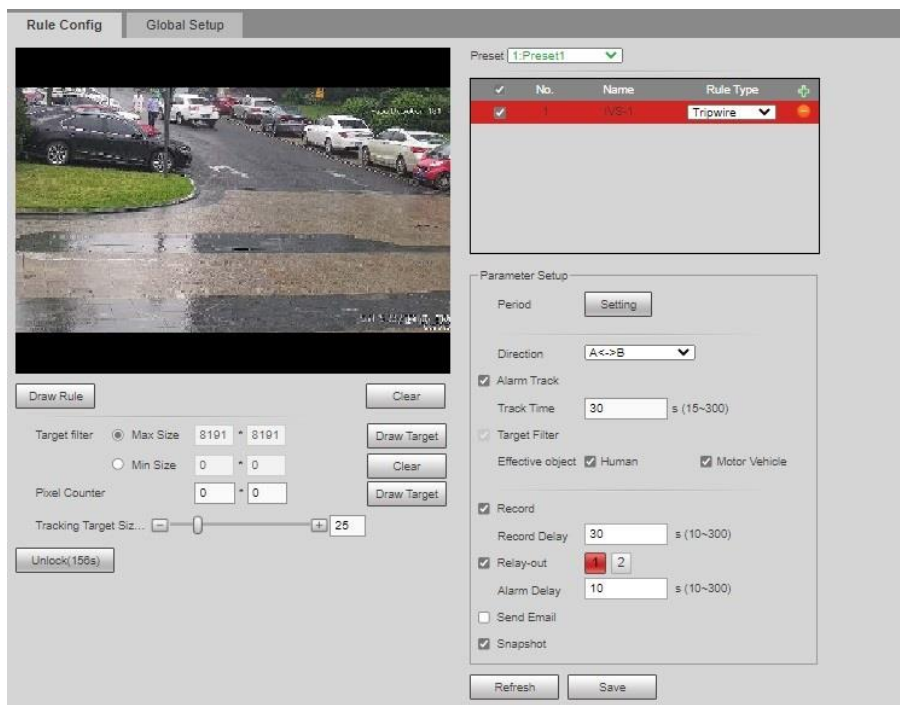 Rule Config
Global Setup
Preset
1:Preset1
No.
Name
Rule Type
1
IVS-1
Tripwire
Parameter Setup
Period
Setting
Direction
A<->B
Alarm Track
Track Time
30
s (15~300)
Target Filter
Effective object
Human
Motor Vehicle
Record
Record Delay
30
s (10~300)
Relay-out
1
2
Alarm Delay
10
s (10~300)
Send Email
Snapshot
Refresh
Save
Draw Rule
Clear
Target filter
Max Size
8191 * 8191
Draw Target
Min Size
0 * 0
Clear
Pixel Counter
0 * 0
Draw Target
Tracking Target Siz...
25
Unlock(156s)